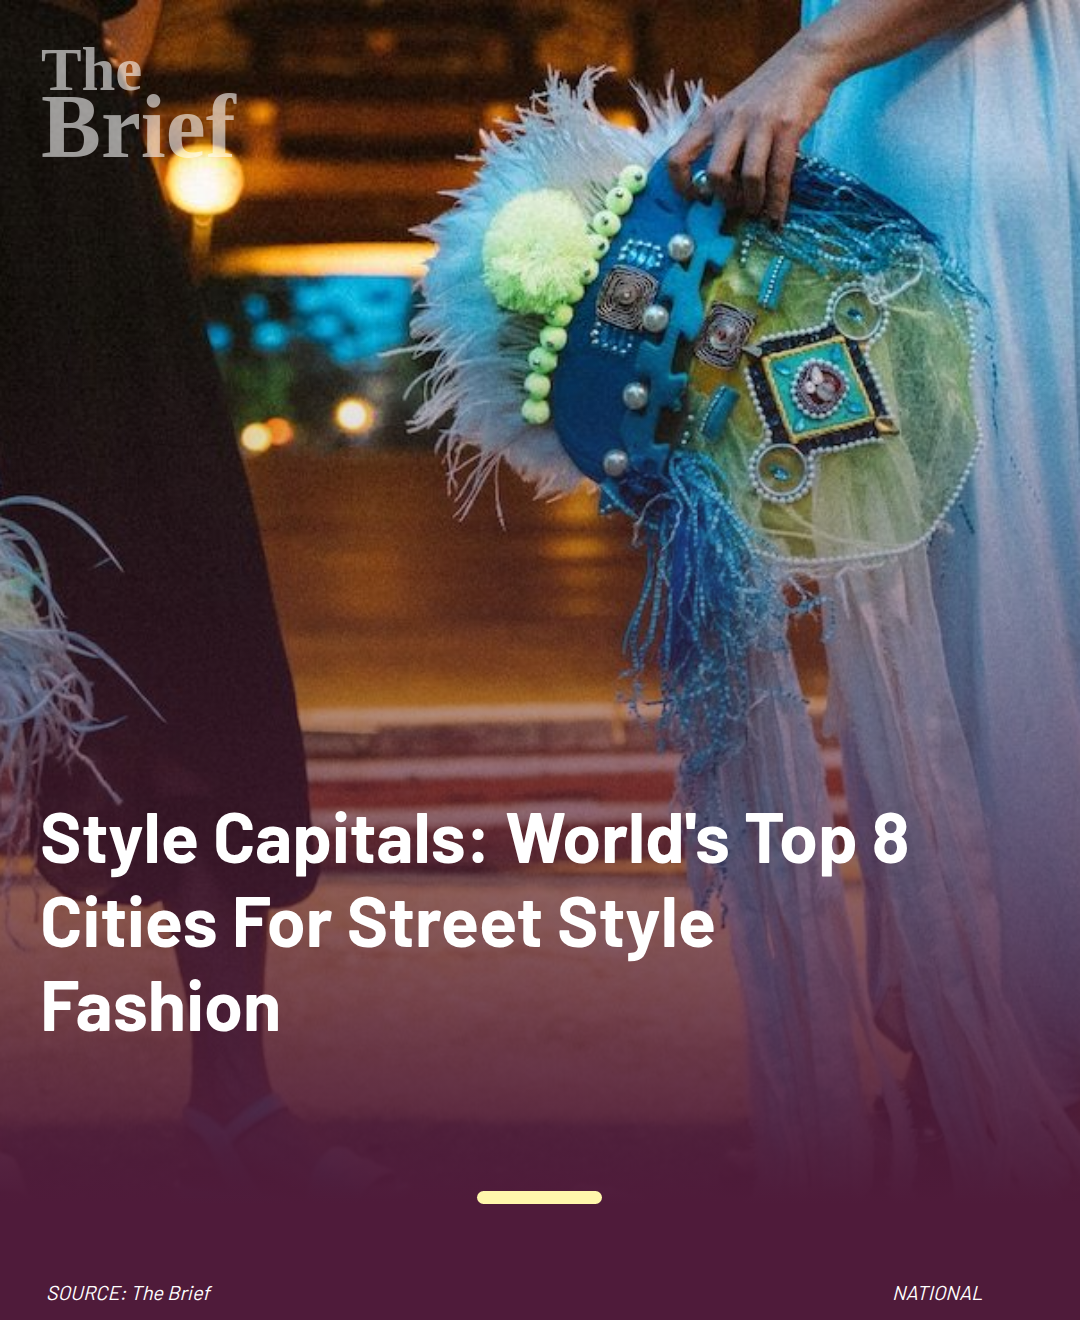 The
Brief
Style Capitals: World's Top 8
Cities For Street Style
Fashion
SOURCE: The Brief
NATIONAL